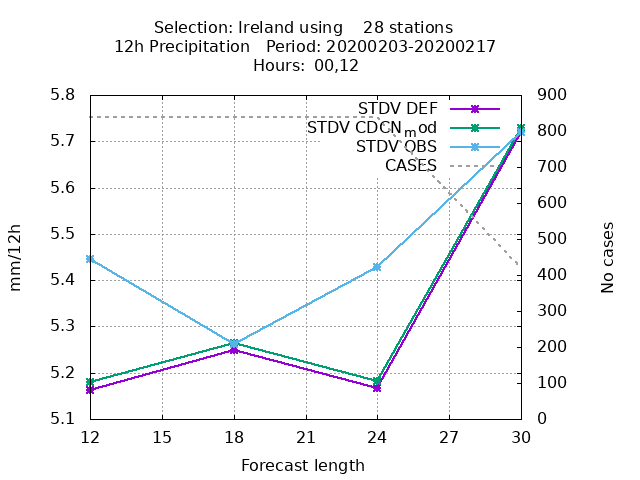 Selection: Ireland using 28 stations
12h Precipitation Period: 20200203-20200217
Hours: 00,12
STDV DEF
STDV CDCNmod
STDV OBS
CASES
mm/12h
5.8
5.7
5.6
5.5
5.4
5.3
5.2
5.1
900
800
700
600
500
400
300
200
100
0
No cases
12 15 18 21 24 27 30
Forecast length